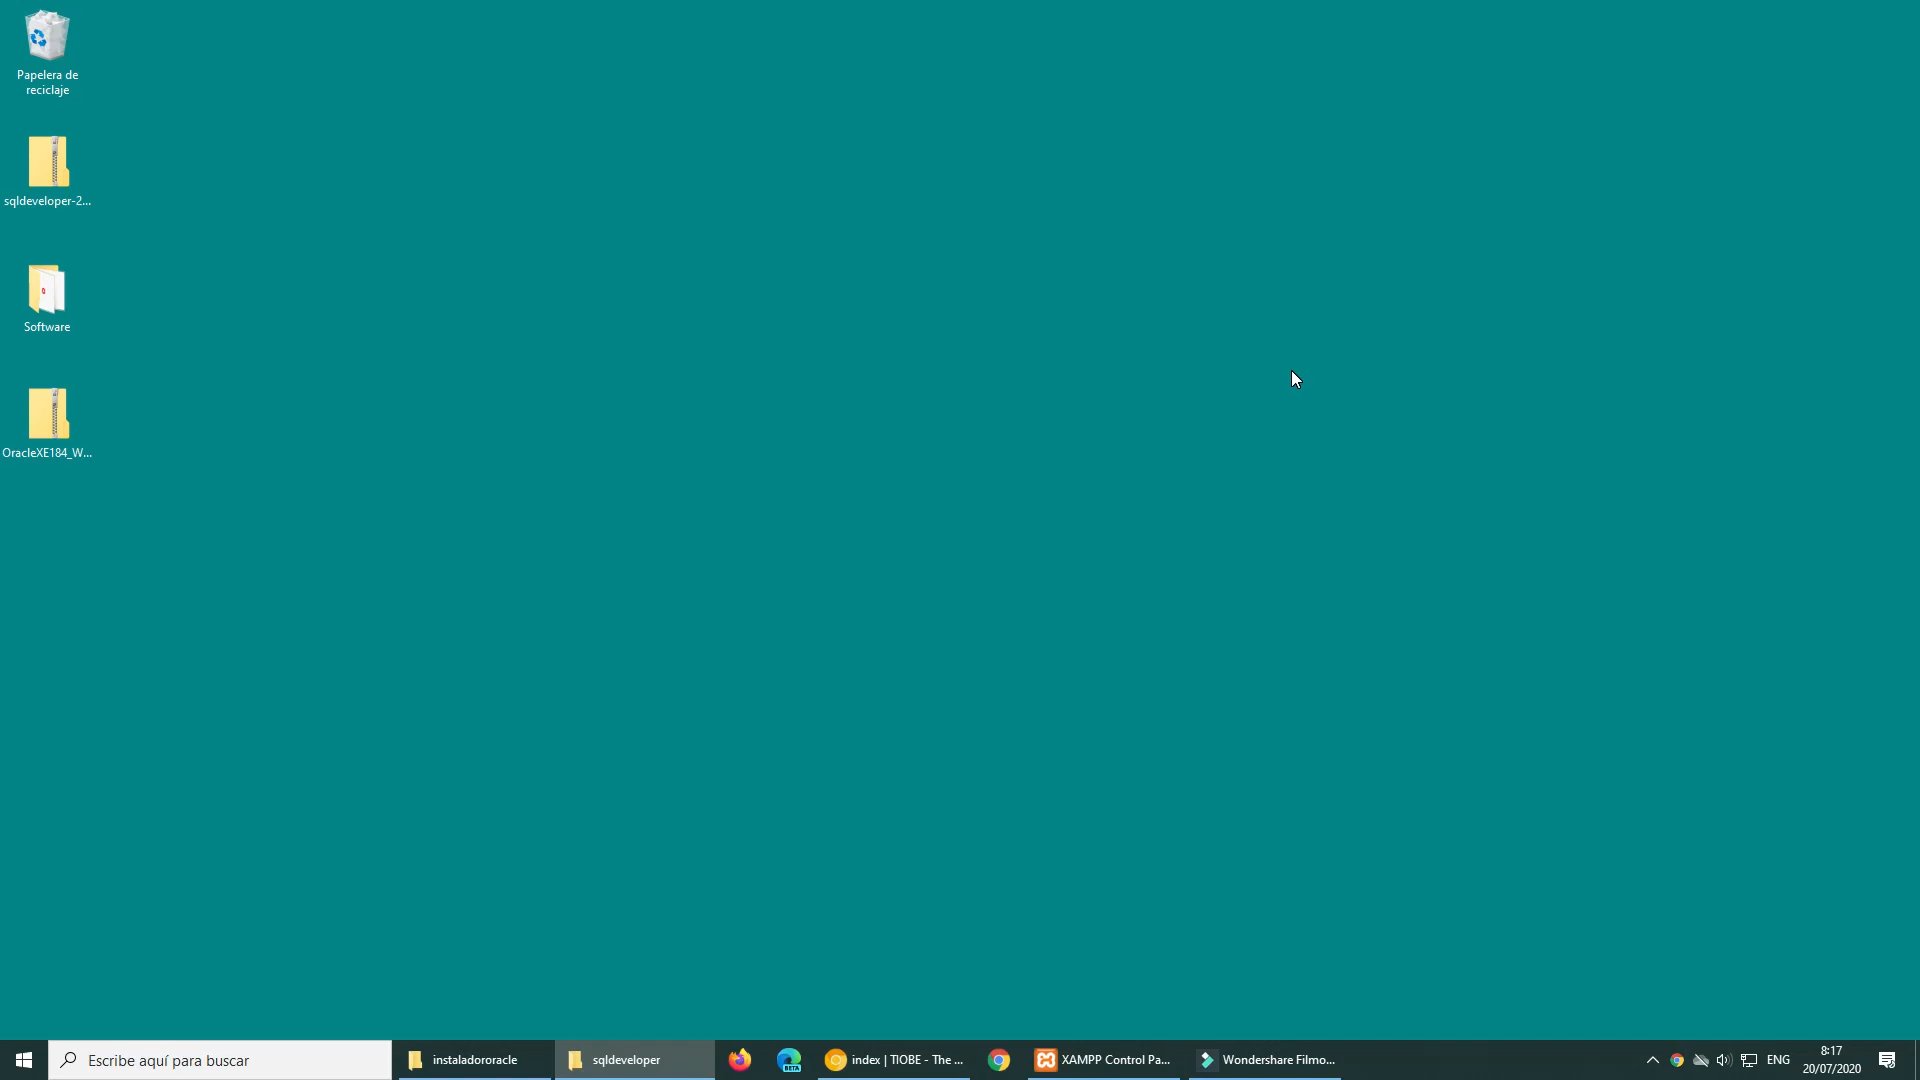 Papelera de
reciclaje
sqldeveloper-2...
Software
OracleXE184_W...
Escribe aquí para buscar
instaladororacle
sqldeveloper
BETA
index | TIOBE - The ...
XAMPP Control Pa...
Wondershare Filmo...
ENG
8:17
20/07/2020